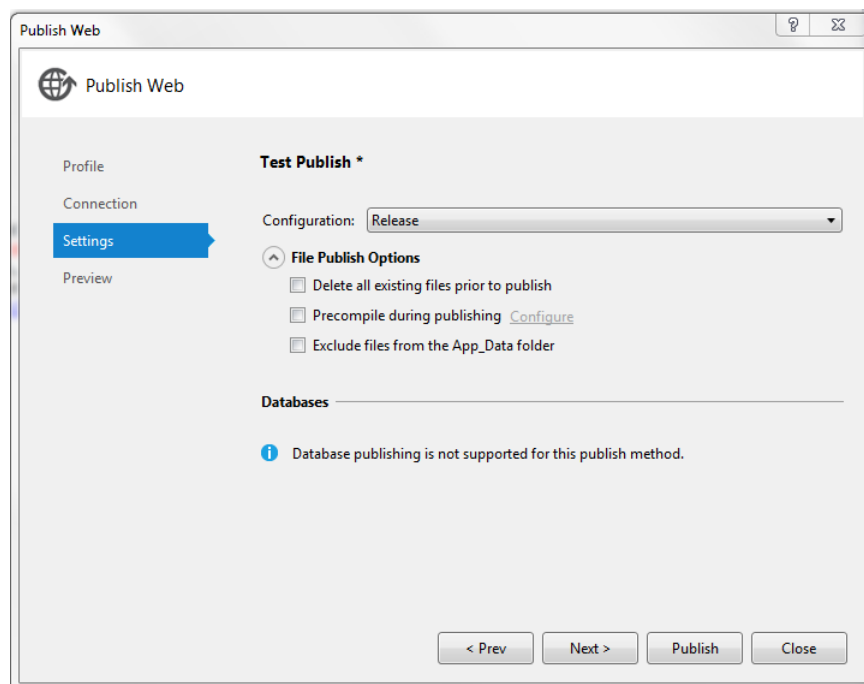 Publish Web
Publish Web
Profile
Connection
Settings
Preview
Test Publish *
Configuration: Release
File Publish Options
Delete all existing files prior to publish
Precompile during publishing Configure
Exclude files from the App_Data folder
Databases
Database publishing is not supported for this publish method.
< Prev Next > Publish Close